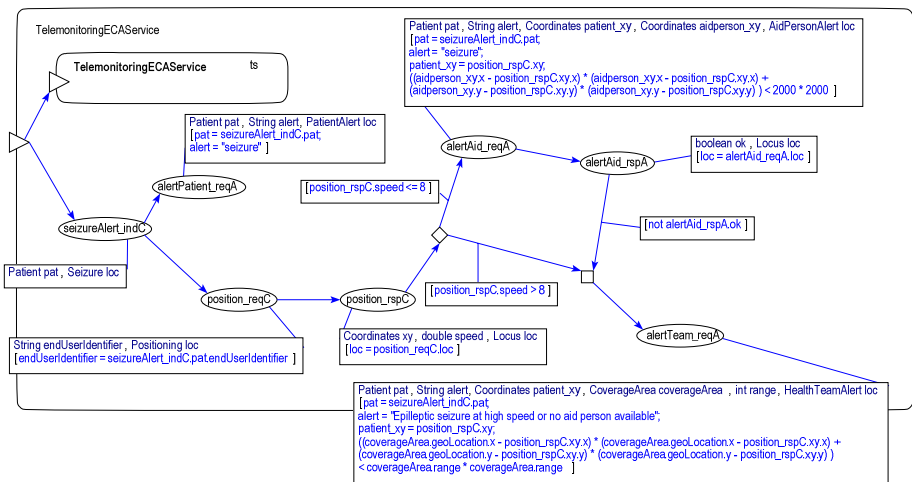 TelemonitoringECAService
TelemonitoringECAService
ts
Patient pat , String alert, Coordinates patient_xy , Coordinates aidperson_xy, AidPersonAlert loc
[pat = seizureAlert_indC.pat;
alert = "seizure";
patient_xy = position_rspC.xy;
((aidperson_xy.x - position_rspC.xy.x) * (aidperson_xy.x - position_rspC.xy.x) +
(aidperson_xy.y - position_rspC.xy.y) * (aidperson_xy.y - position_rspC.xy.y) ) < 2000 * 2000 ]
Patient pat , String alert, PatientAlert loc
[pat = seizureAlert_indC.pat;
alert = "seizure" ]
alertAid_reqA
alertAid_rspA
boolean ok , Locus loc
[loc = alertAid_reqA.loc ]
alertPatient_reqA
[position_rspC.speed <= 8 ]
seizureAlert_indC
[not alertAid_rspA.ok ]
Patient pat , Seizure loc
position_reqC
position_rspC
[position_rspC.speed > 8 ]
String endUserIdentifier , Positioning loc
[endUserIdentifier = seizureAlert_indC.pat.endUserIdentifier ]
Coordinates xy, double speed , Locus loc
[loc = position_reqC.loc ]
alertTeam_reqA
Patient pat , String alert, Coordinates patient_xy , CoverageArea coverageArea , int range , HealthTeamAlert loc
[pat = seizureAlert_indC.pat;
alert = "Epilleptic seizure at high speed or no aid person available";
patient_xy = position_rspC.xy;
((coverageArea.geoLocation.x - position_rspC.xy.x) * (coverageArea.geoLocation.x - position_rspC.xy.x) +
(coverageArea.geoLocation.y - position_rspC.xy.y) * (coverageArea.geoLocation.y - position_rspC.xy.y) )
< coverageArea.range * coverageArea.range ]